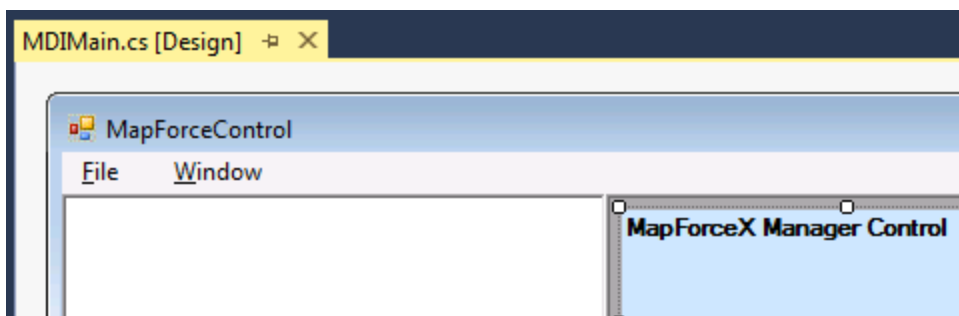 MDIMain.cs [Design]
MapForceControl
File Window
MapForceX Manager Control